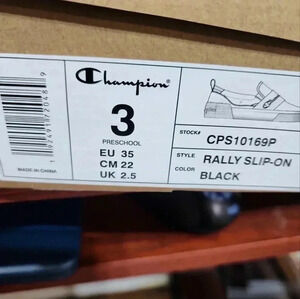 Champion
3
PRESCHOOL
EU 35
CM 22
UK 2.5
STOCK# CPS10169P
STYLE RALLY SLIP-ON
COLOR BLACK
MADE IN CHINA